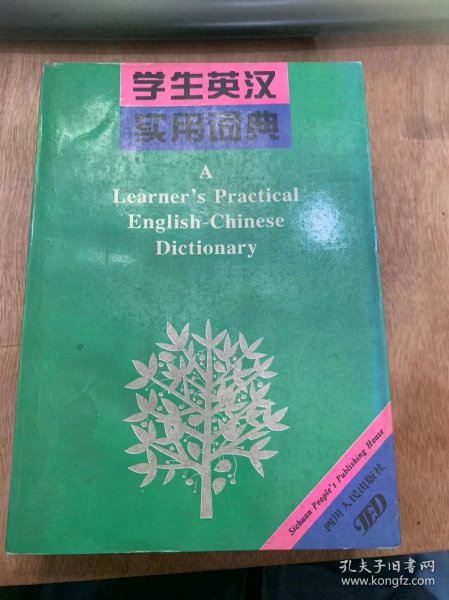 学生英汉
实用词典
A
Learner's Practical
English-Chinese
Dictionary
Sichuan People's Publishing House
四川人民出版社
孔夫子旧书网
www.kongfz.com